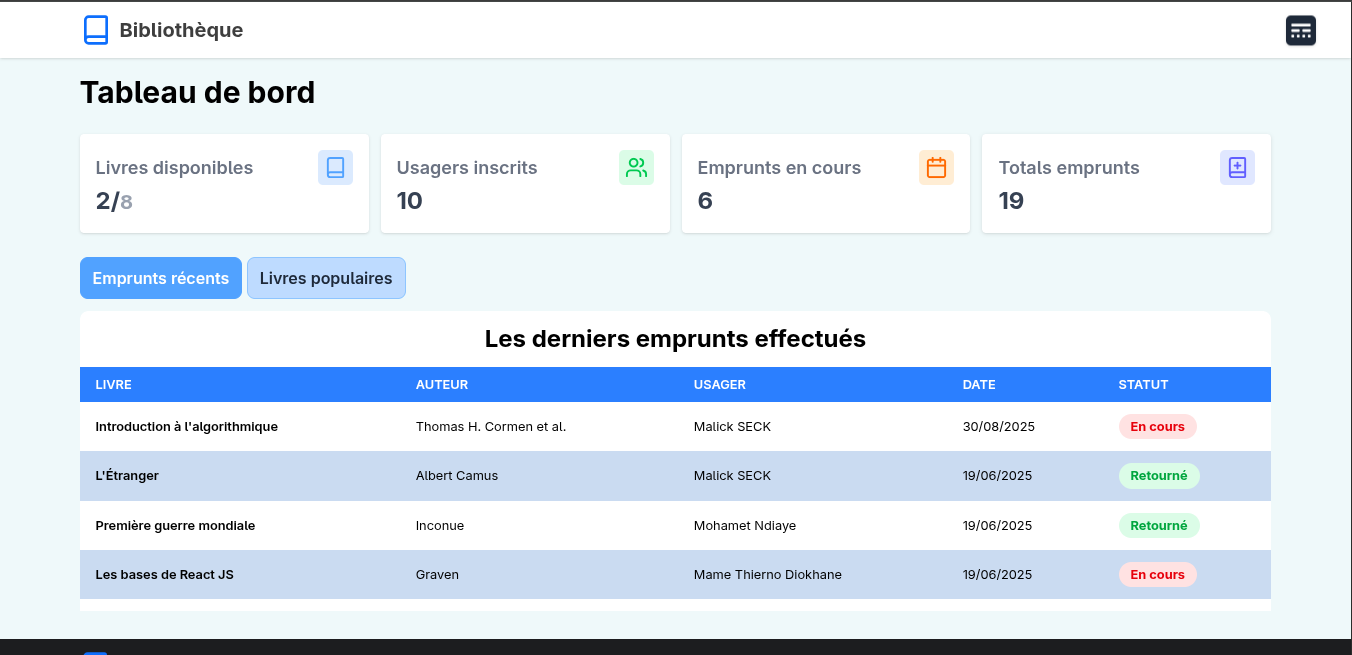 Bibliothèque
Tableau de bord
Livres disponibles
2/8
Usagers inscrits
10
Emprunts en cours
6
Totals emprunts
19
Emprunts récents Livres populaires
Les derniers emprunts effectués
LIVRE AUTEUR USAGER DATE STATUT
Introduction à l'algorithmique Thomas H. Cormen et al. Malick SECK 30/08/2025 En cours
L'Étranger Albert Camus Malick SECK 19/06/2025 Retourné
Première guerre mondiale Inconue Mohamet Ndiaye 19/06/2025 Retourné
Les bases de React JS Graven Mame Thierno Diokhane 19/06/2025 En cours